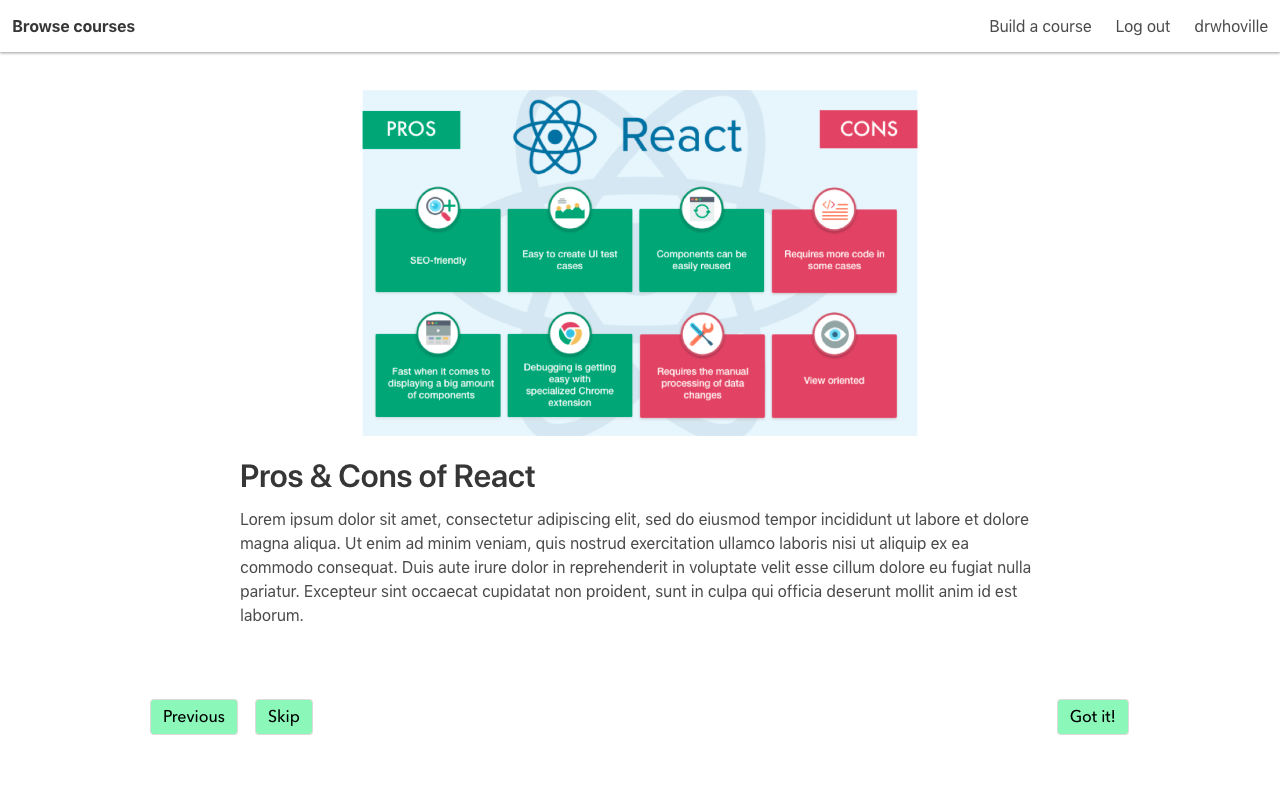 Browse courses
Build a course
Log out
drwhoville
PROS
React
CONS
SEO-friendly
Easy to create UI test
cases
Components can be
easily reused
Requires more code in
some cases
Fast when it comes to
displaying a big amount
of components
Debugging is getting
easy with
specialized Chrome
extension
Requires the manual
processing of data
changes
View oriented
Pros & Cons of React
Lorem ipsum dolor sit amet, consectetur adipiscing elit, sed do eiusmod tempor incididunt ut labore et dolore
magna aliqua. Ut enim ad minim veniam, quis nostrud exercitation ullamco laboris nisi ut aliquip ex ea
commodo consequat. Duis aute irure dolor in reprehenderit in voluptate velit esse cillum dolore eu fugiat nulla
pariatur. Excepteur sint occaecat cupidatat non proident, sunt in culpa qui officia deserunt mollit anim id est
laborum.
Previous
Skip
Got it!